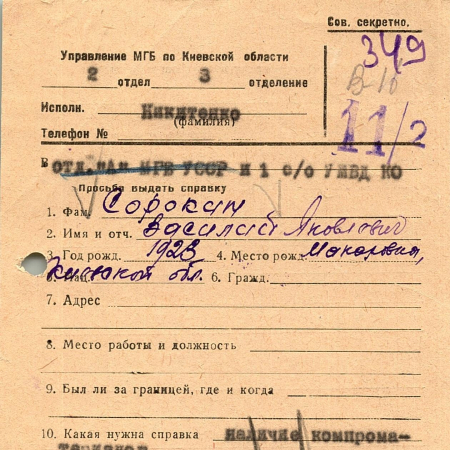 Сов. секретно.
349
В-10
11/2
Управление МГБ по Киевской области
2 отдел 3 отделение
Исполн. Никитенко
(фамилия)
Телефон №
В отд. "А" МГБ УССР и 1 с/о УМВД КО
Просьба выдать справку
1. Фам. Сорокин
2. Имя и отч. Василий Яковлевич
3. Год рожд. 1923 4. Место рожд. Макаровка,
Киевской обл. 6. Гражд.
7. Адрес
8. Место работы и должность
9. Был ли за границей, где и когда
10. Какая нужна справка наличие компрома-